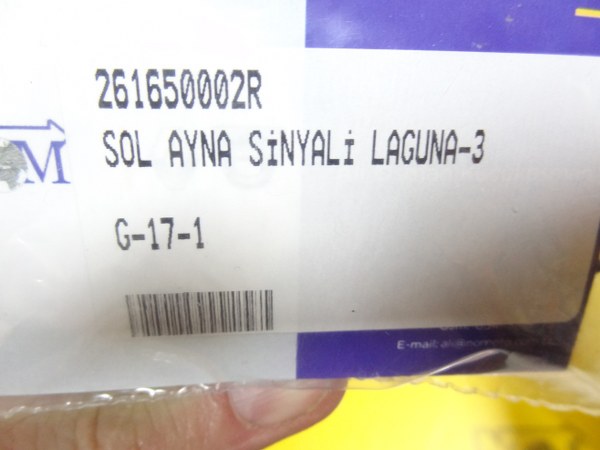 261650002R
SOL AYNA SİNYALİ LAGUNA-3
M
G-17-1